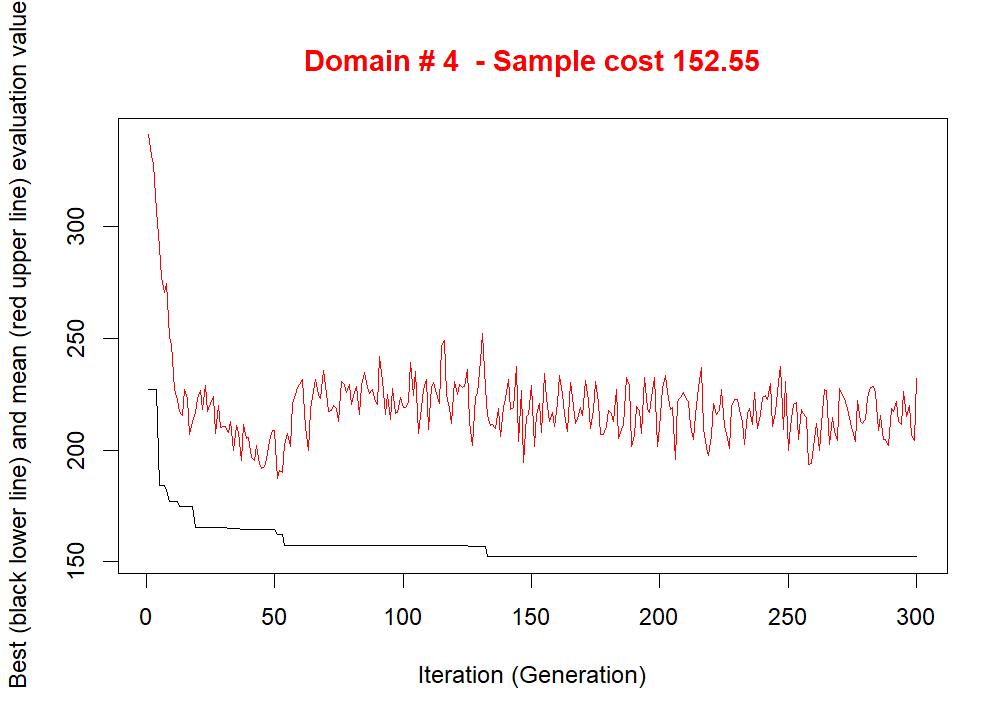 Domain # 4  - Sample cost 152.55
Best (black lower line) and mean (red upper line) evaluation value
300
250
200
150
0 50 100 150 200 250 300
Iteration (Generation)